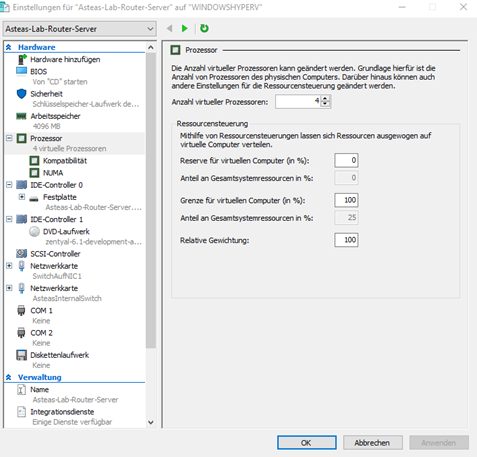 Einstellungen für "Asteas-Lab-Router-Server" auf "WINDOWSHYPERV"
Asteas-Lab-Router-Server
Hardware
Hardware hinzufügen
BIOS
Von "CD" starten
Sicherheit
Schlüsselspeicher-Laufwerk de...
Arbeitsspeicher
4096 MB
Prozessor
4 virtuelle Prozessoren
Kompatibilität
NUMA
IDE-Controller 0
Festplatte
Asteas-Lab-Router-Server....
IDE-Controller 1
DVD-Laufwerk
zentyal-6.1-development-a...
SCSI-Controller
Netzwerkkarte
SwitchAufNIC1
Netzwerkkarte
AsteasInternalSwitch
COM 1
Keine
COM 2
Keine
Diskettenlaufwerk
Keine
Verwaltung
Name
Asteas-Lab-Router-Server
Integrationsdienste
Einige Dienste verfügbar
Prozessor
Die Anzahl virtueller Prozessoren kann geändert werden. Grundlage hierfür ist die
Anzahl von Prozessoren des physischen Computers. Darüber hinaus können auch
andere Einstellungen für die Ressourcensteuerung geändert werden.
Anzahl virtueller Prozessoren: 4
Ressourcensteuerung
Mithilfe von Ressourcensteuerungen lassen sich Ressourcen ausgewogen auf
virtuelle Computer verteilen.
Reserve für virtuellen Computer (in %): 0
Anteil an Gesamtsystemressourcen in %: 0
Grenze für virtuellen Computer (in %): 100
Anteil an Gesamtsystemressourcen in %: 25
Relative Gewichtung: 100
OK
Abbrechen
Anwenden